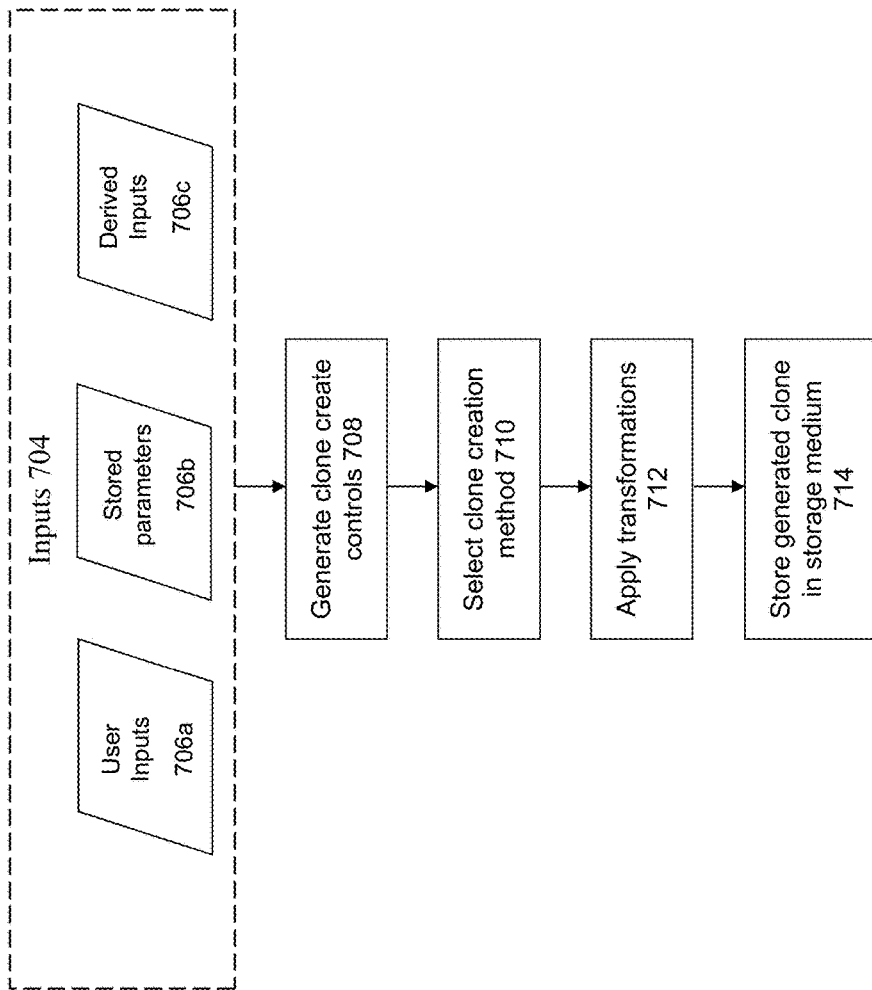 Inputs 704
User
Inputs
706a
Stored
parameters
706b
Derived
Inputs
706c
Generate clone create
controls 708
Select clone creation
method 710
Apply transformations
712
Store generated clone
in storage medium
714